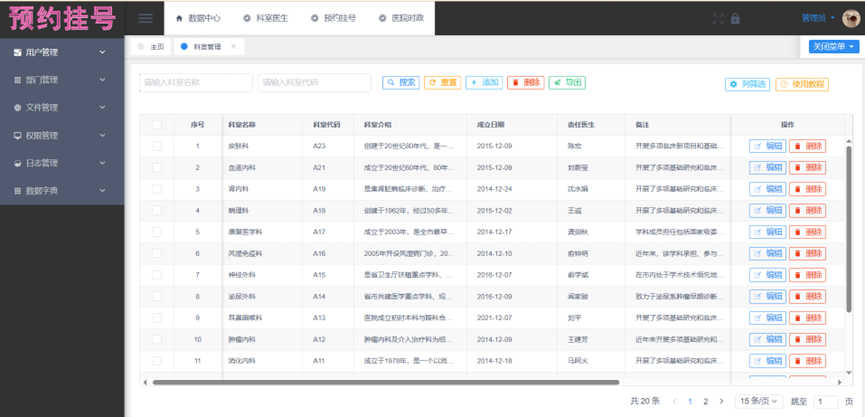 预约挂号
数据中心 科室医生 预约挂号 医院时政
管理员
用户管理
部门管理
文件管理
权限管理
日志管理
数据字典
主页 科室管理 ×
关闭菜单
请输入科室名称 请输入科室代码 搜索 重置 + 添加 删除 导出 列筛选 使用教程
序号 科室名称 科室代码 科室介绍 成立日期 责任医生 备注 操作
1 皮肤科 A23 创建于20世纪80年代，是一... 2015-12-09 陈宏 开展多项临床新项目和基础... 编辑 删除
2 血液内科 A21 成立于20世纪60年代，80年... 2015-12-09 封蔚莹 开展了多项基础研究和临床... 编辑 删除
3 肾内科 A19 是集肾脏病临床诊断、治疗... 2014-12-24 沈水娟 开展了多项基础研究和临床... 编辑 删除
4 病理科 A18 创建于1962年，经过50多年... 2015-12-02 王诚 开展了多项基础研究和临床... 编辑 删除
5 康复医学科 A17 成立于2003年，是全市最早... 2014-12-17 龚剑秋 学科成员担任包括国家级委... 编辑 删除
6 风湿免疫科 A16 2005年开设风湿病门诊，20... 2014-12-10 俞钟明 近年来，该学科承担、参与... 编辑 删除
7 神经外科 A15 是省卫生厅扶植重点学科、... 2016-12-07 俞学斌 在市内处于学术技术领先地... 编辑 删除
8 泌尿外科 A14 省市共建医学重点学科，绍... 2016-12-09 阎家骏 致力于泌尿系肿瘤早期诊断... 编辑 删除
9 耳鼻咽喉科 A13 医院成立初时本科与眼科合... 2021-12-07 刘平 开展了多项基础研究和临床... 编辑 删除
10 肿瘤内科 A12 肿瘤内科及介入治疗科为绍... 2014-12-12 王建芳 近年来开展多项基础研究和... 编辑 删除
11 消化内科 A11 成立于1978年，是一个以消... 2014-12-18 马阿火 开展了多项基础研究和临床... 编辑 删除
共 20 条 < 1 2 > 15 条/页 跳至 1 页